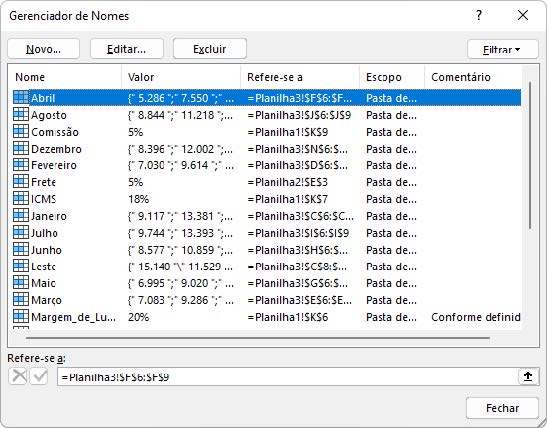 Gerenciador de Nomes ? ×
Novo... Editar... Excluir Filtrar
Nome Valor Refere-se a Escopo Comentário
Abril {" 5.286 ";" 7.550 ";" ... =Planilha3!$F$6:$F... Pasta de...
Agosto {" 8.844 ";" 11.218 ";... =Planilha3!$J$6:$J$9 Pasta de...
Comissão 5% =Planilha1!$K$9 Pasta de...
Dezembro {" 8.396 ";" 12.002 ";... =Planilha3!$N$6:$... Pasta de...
Fevereiro {" 7.030 ";" 9.614 ";" ... =Planilha3!$D$6:$... Pasta de...
Frete 5% =Planilha2!$E$3 Pasta de...
ICMS 18% =Planilha1!$K$7 Pasta de...
Janeiro {" 9.117 ";" 13.381 ";... =Planilha3!$C$6:$C... Pasta de...
Julho {" 9.744 ";" 13.393 ";... =Planilha3!$I$6:$I$9 Pasta de...
Junho {" 8.577 ";" 10.859 ";... =Planilha3!$H$6:$... Pasta de...
Leste {" 15.140 "\" 11.529 ... =Planilha3!$C$8:$... Pasta de...
Maio {" 6.995 ";" 9.020 ";" ... =Planilha3!$G$6:$... Pasta de...
Março {" 7.083 ";" 9.286 ";" ... =Planilha3!$E$6:$E... Pasta de...
Margem_de_Lu... 20% =Planilha1!$K$6 Pasta de... Conforme definid
Refere-se a:
=Planilha3!$F$6:$F$9
Fechar